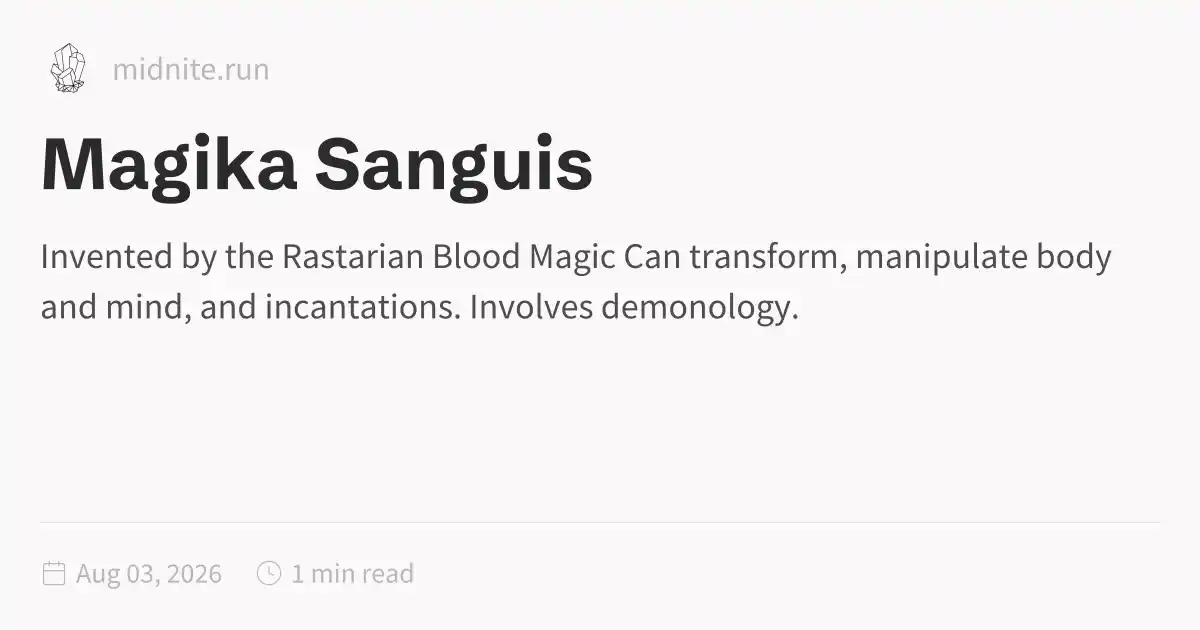 midnite.run
Magika Sanguis
Invented by the Rastarian Blood Magic Can transform, manipulate body
and mind, and incantations. Involves demonology.
Aug 03, 2026 1 min read